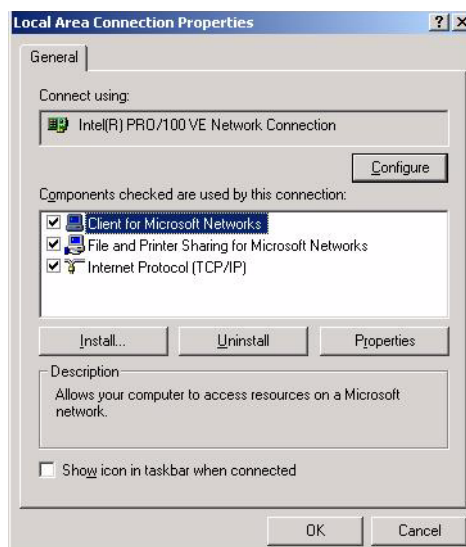 Local Area Connection Properties
General
Connect using:
Intel(R) PRO/100 VE Network Connection
Configure
Components checked are used by this connection:
Client for Microsoft Networks
File and Printer Sharing for Microsoft Networks
Internet Protocol (TCP/IP)
Install... Uninstall Properties
Description
Allows your computer to access resources on a Microsoft
network.
Show icon in taskbar when connected
OK Cancel